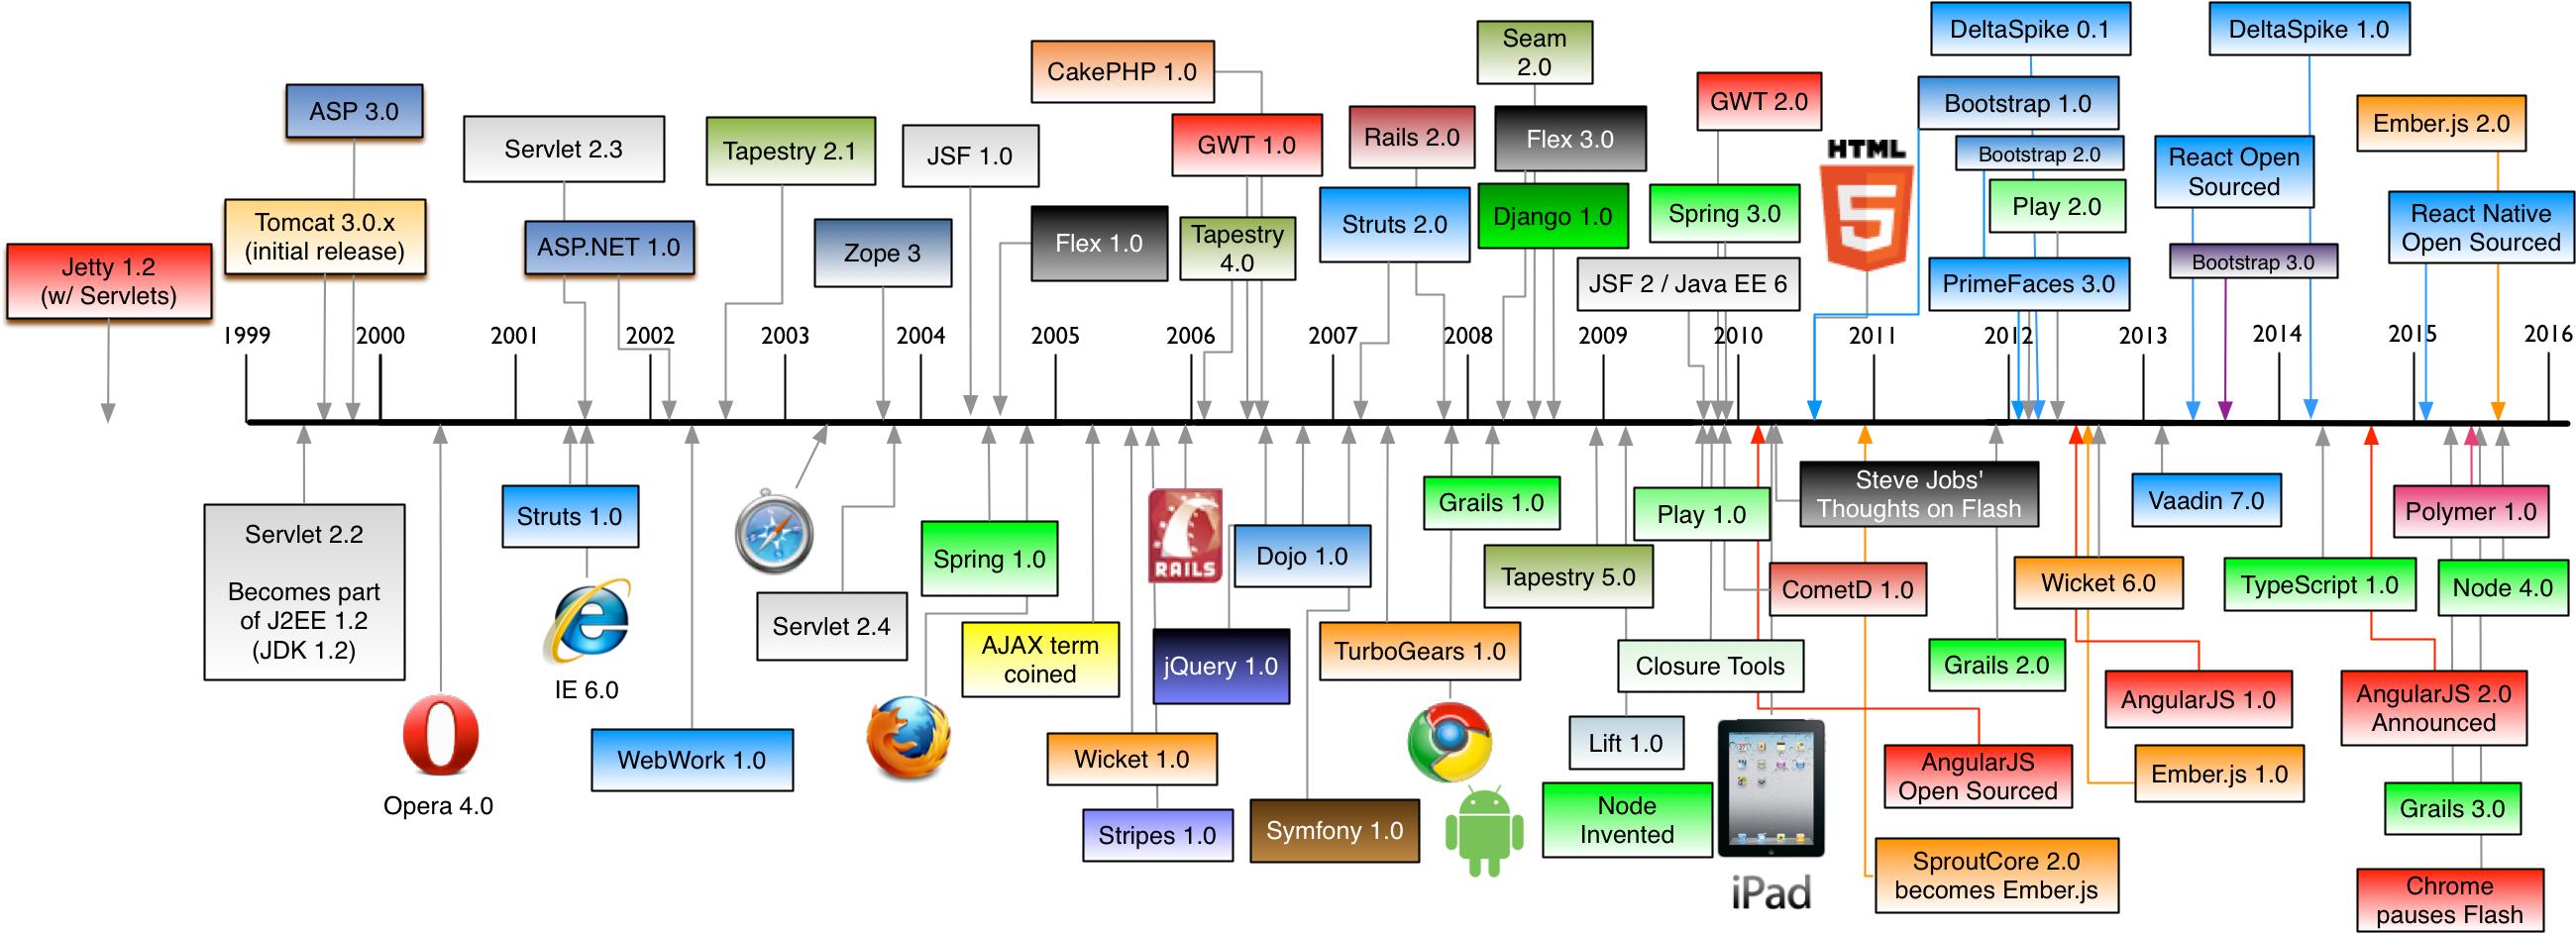 DeltaSpike 0.1
DeltaSpike 1.0
Seam
2.0
CakePHP 1.0
GWT 2.0
Bootstrap 1.0
ASP 3.0
Ember.js 2.0
Rails 2.0
Flex 3.0
Servlet 2.3
Tapestry 2.1
JSF 1.0
GWT 1.0
HTML
5
Bootstrap 2.0
React Open
Sourced
Tomcat 3.0.x
(initial release)
Struts 2.0
Django 1.0
Spring 3.0
Play 2.0
React Native
Open Sourced
ASP.NET 1.0
Zope 3
Flex 1.0
Tapestry
4.0
Jetty 1.2
(w/ Servlets)
JSF 2 / Java EE 6
PrimeFaces 3.0
Bootstrap 3.0
1999
2000
2001
2002
2003
2004
2005
2006
2007
2008
2009
2010
2011
2012
2013
2014
2015
2016
Servlet 2.2
Becomes part
of J2EE 1.2
(JDK 1.2)
Struts 1.0
Spring 1.0
RAILS
Dojo 1.0
Grails 1.0
Play 1.0
Steve Jobs'
Thoughts on Flash
Vaadin 7.0
Polymer 1.0
Tapestry 5.0
CometD 1.0
Wicket 6.0
TypeScript 1.0
Node 4.0
Servlet 2.4
AJAX term
coined
jQuery 1.0
TurboGears 1.0
Closure Tools
Grails 2.0
IE 6.0
AngularJS 1.0
AngularJS 2.0
Announced
WebWork 1.0
Wicket 1.0
Lift 1.0
AngularJS
Open Sourced
Ember.js 1.0
Opera 4.0
Stripes 1.0
Symfony 1.0
Node
Invented
Grails 3.0
iPad
SproutCore 2.0
becomes Ember.js
Chrome
pauses Flash